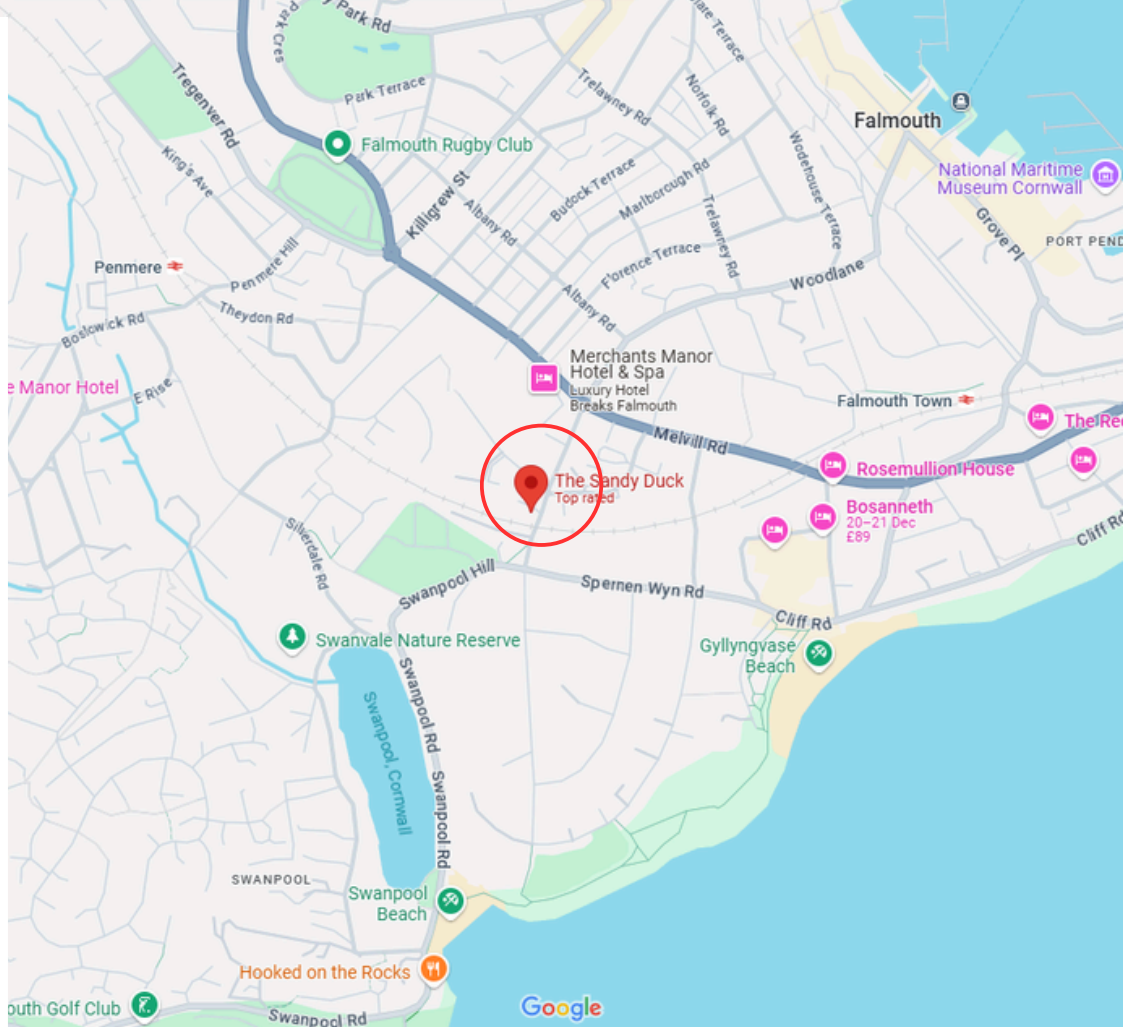 Park Rd
Park Cres
Terrace
Tregenver Rd
Park Terrace
Trelawney Rd
Norfolk Rd
Falmouth
Falmouth Rugby Club
King's Ave
Killigrew St
Budock Terrace
Marlborough Rd
Wodehouse Terrace
National Maritime
Museum Cornwall
Albany Rd
Trelawney Rd
Grove Pl
PORT PEND
Penmere
Penmere Hill
Florence Terrace
Woodlane
Boslowick Rd
Theydon Rd
Albany Rd
Merchants Manor
Hotel & Spa
Luxury Hotel
Breaks Falmouth
e Manor Hotel
E Rise
Falmouth Town
The Re
Melvill Rd
Rosemullion House
The Sandy Duck
Top rated
Bosanneth
20–21 Dec
£89
Silverdale Rd
Cliff Rd
Swanpool Hill
Spernen Wyn Rd
Cliff Rd
Swanvale Nature Reserve
Gyllyngvase
Beach
Swanpool Rd
Swanpool, Cornwall
Swanpool Rd
SWANPOOL
Swanpool
Beach
Hooked on the Rocks
outh Golf Club
Swanpool Rd
Google